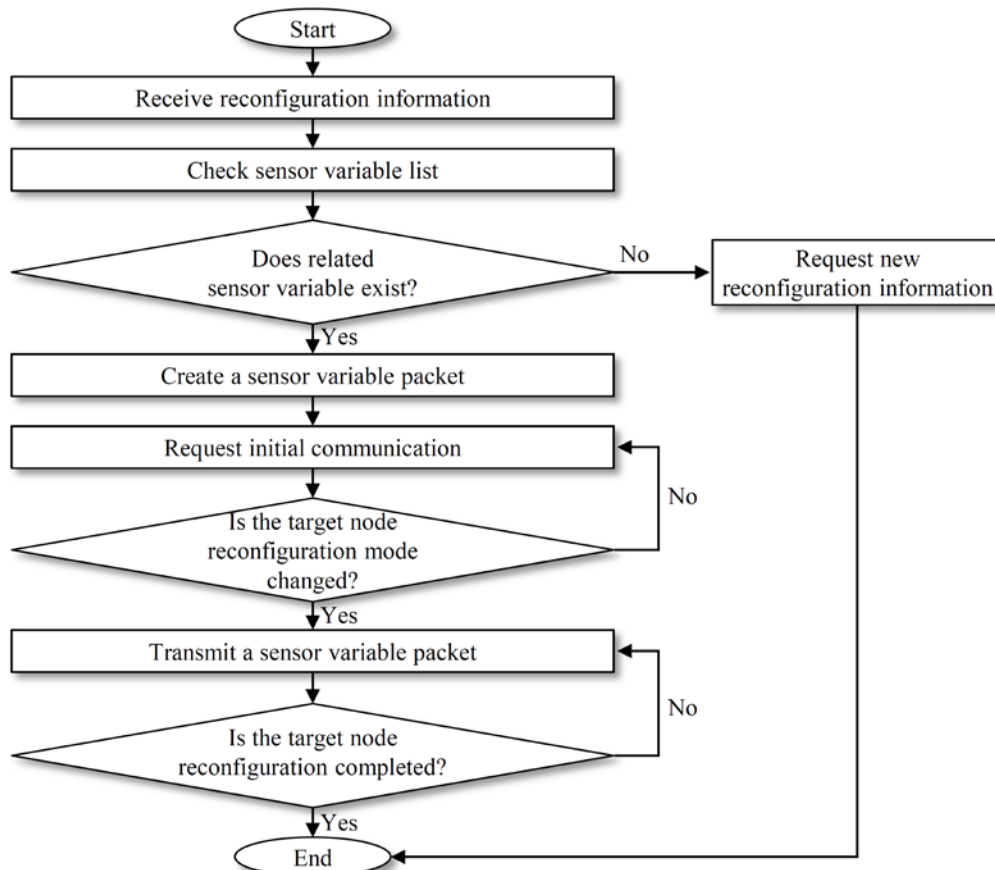 Start
Receive reconfiguration information
Check sensor variable list
Does related
sensor variable exist?
No
Request new
reconfiguration information
Yes
Create a sensor variable packet
Request initial communication
No
Is the target node
reconfiguration mode
changed?
Yes
Transmit a sensor variable packet
No
Is the target node
reconfiguration completed?
Yes
End